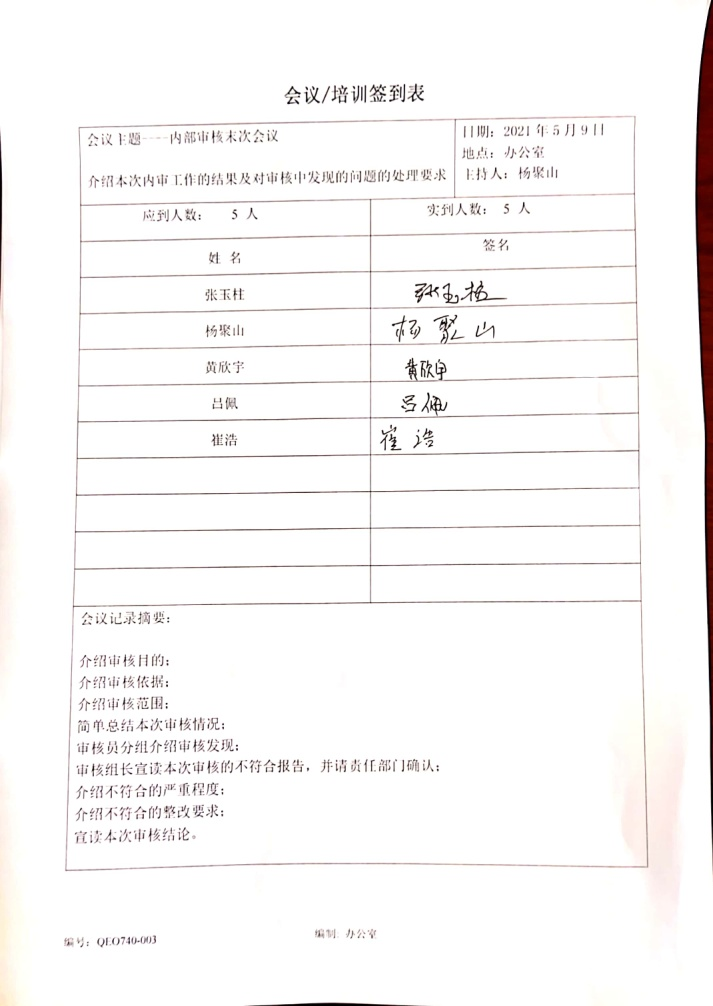 会议/培训签到表
会议主题----内部审核末次会议
介绍本次内审工作的结果及对审核中发现的问题的处理要求
日期：2021年5月9日
地点：办公室
主持人：杨聚山
应到人数： 5 人
实到人数： 5 人
姓 名
签名
张玉柱
张玉柱
杨聚山
杨聚山
黄欣宇
黄欣宇
吕佩
吕佩
崔浩
崔浩
会议记录摘要：
介绍审核目的；
介绍审核依据；
介绍审核范围；
简单总结本次审核情况；
审核员分组介绍审核发现；
审核组长宣读本次审核的不符合报告，并请责任部门确认；
介绍不符合的严重程度；
介绍不符合的整改要求；
宣读本次审核结论。
编号：QEO740-003
编制：办公室